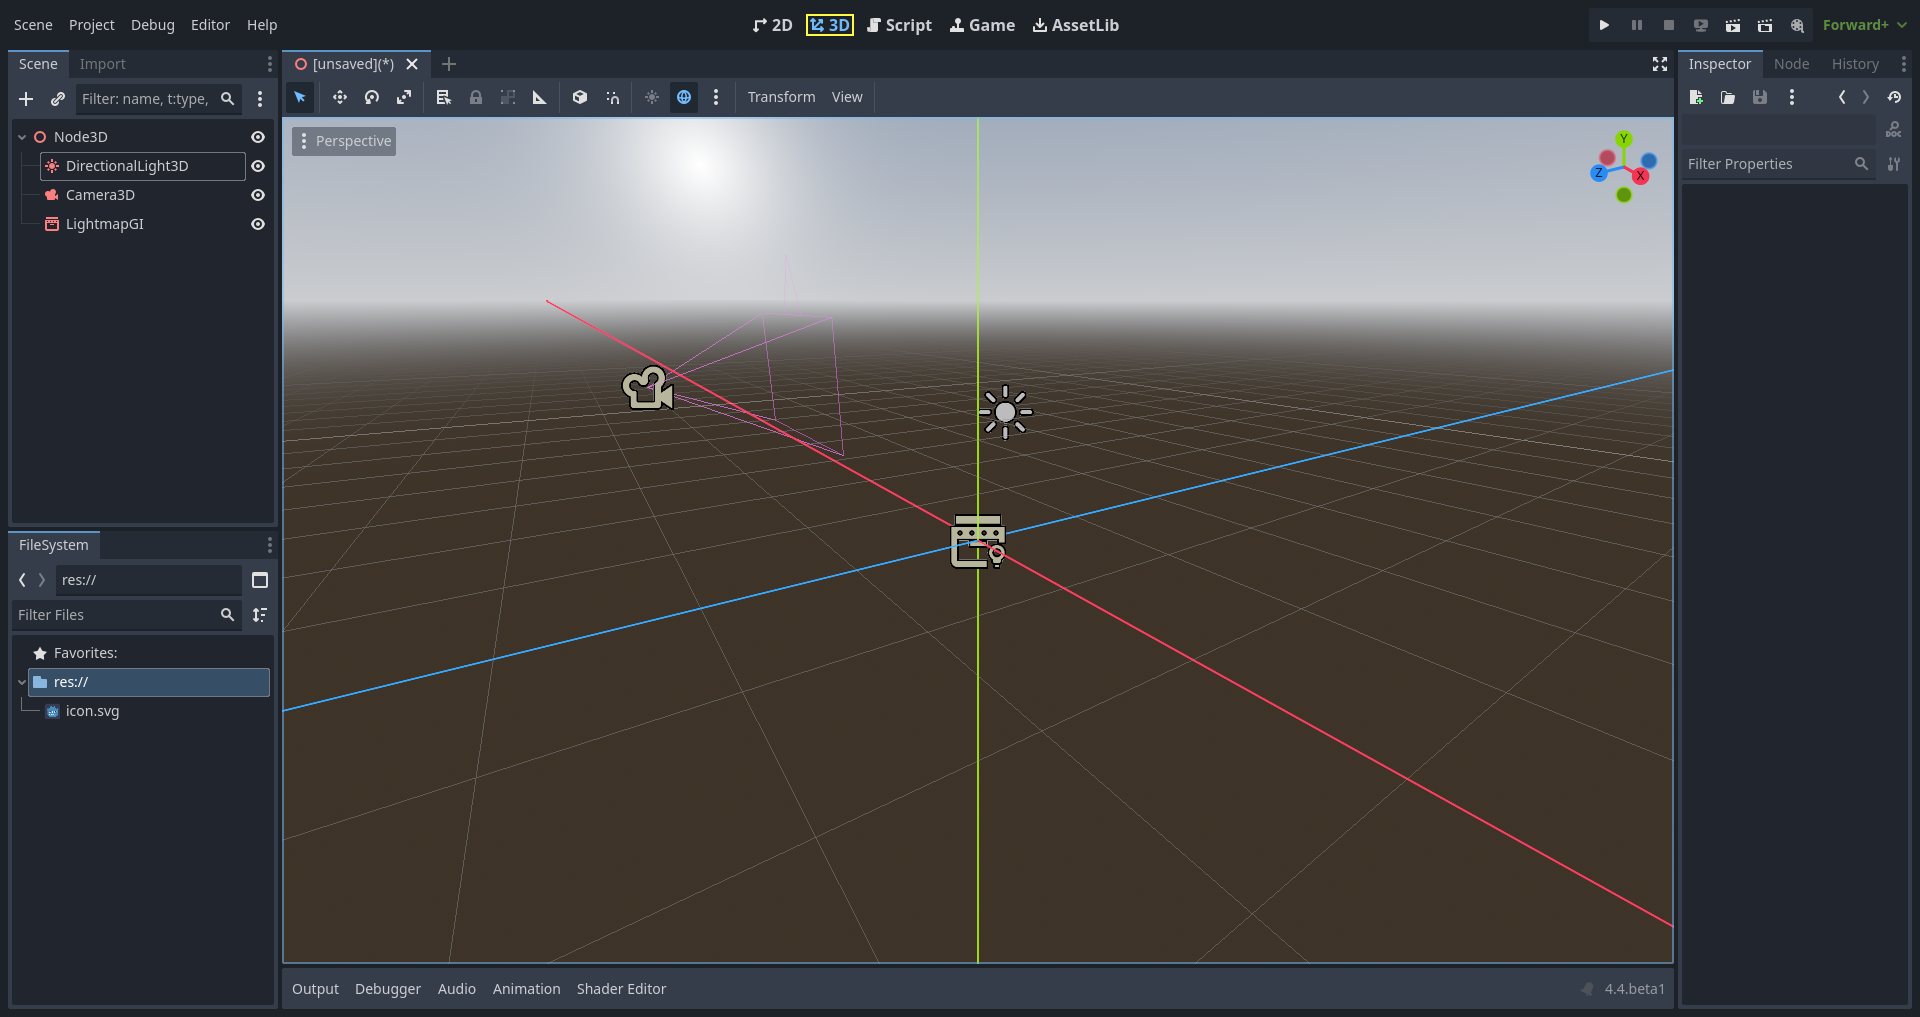 Scene Project Debug Editor Help 2D 3D Script Game AssetLib Forward+
Scene Import [unsaved](*) Inspector Node History
Filter: name, t:type, Transform View
Node3D Perspective Y
DirectionalLight3D Filter Properties
DOC
Z X
Camera3D
LightmapGI
FileSystem
res://
Filter Files
Favorites:
res://
icon.svg
Output Debugger Audio Animation Shader Editor 4.4.beta1